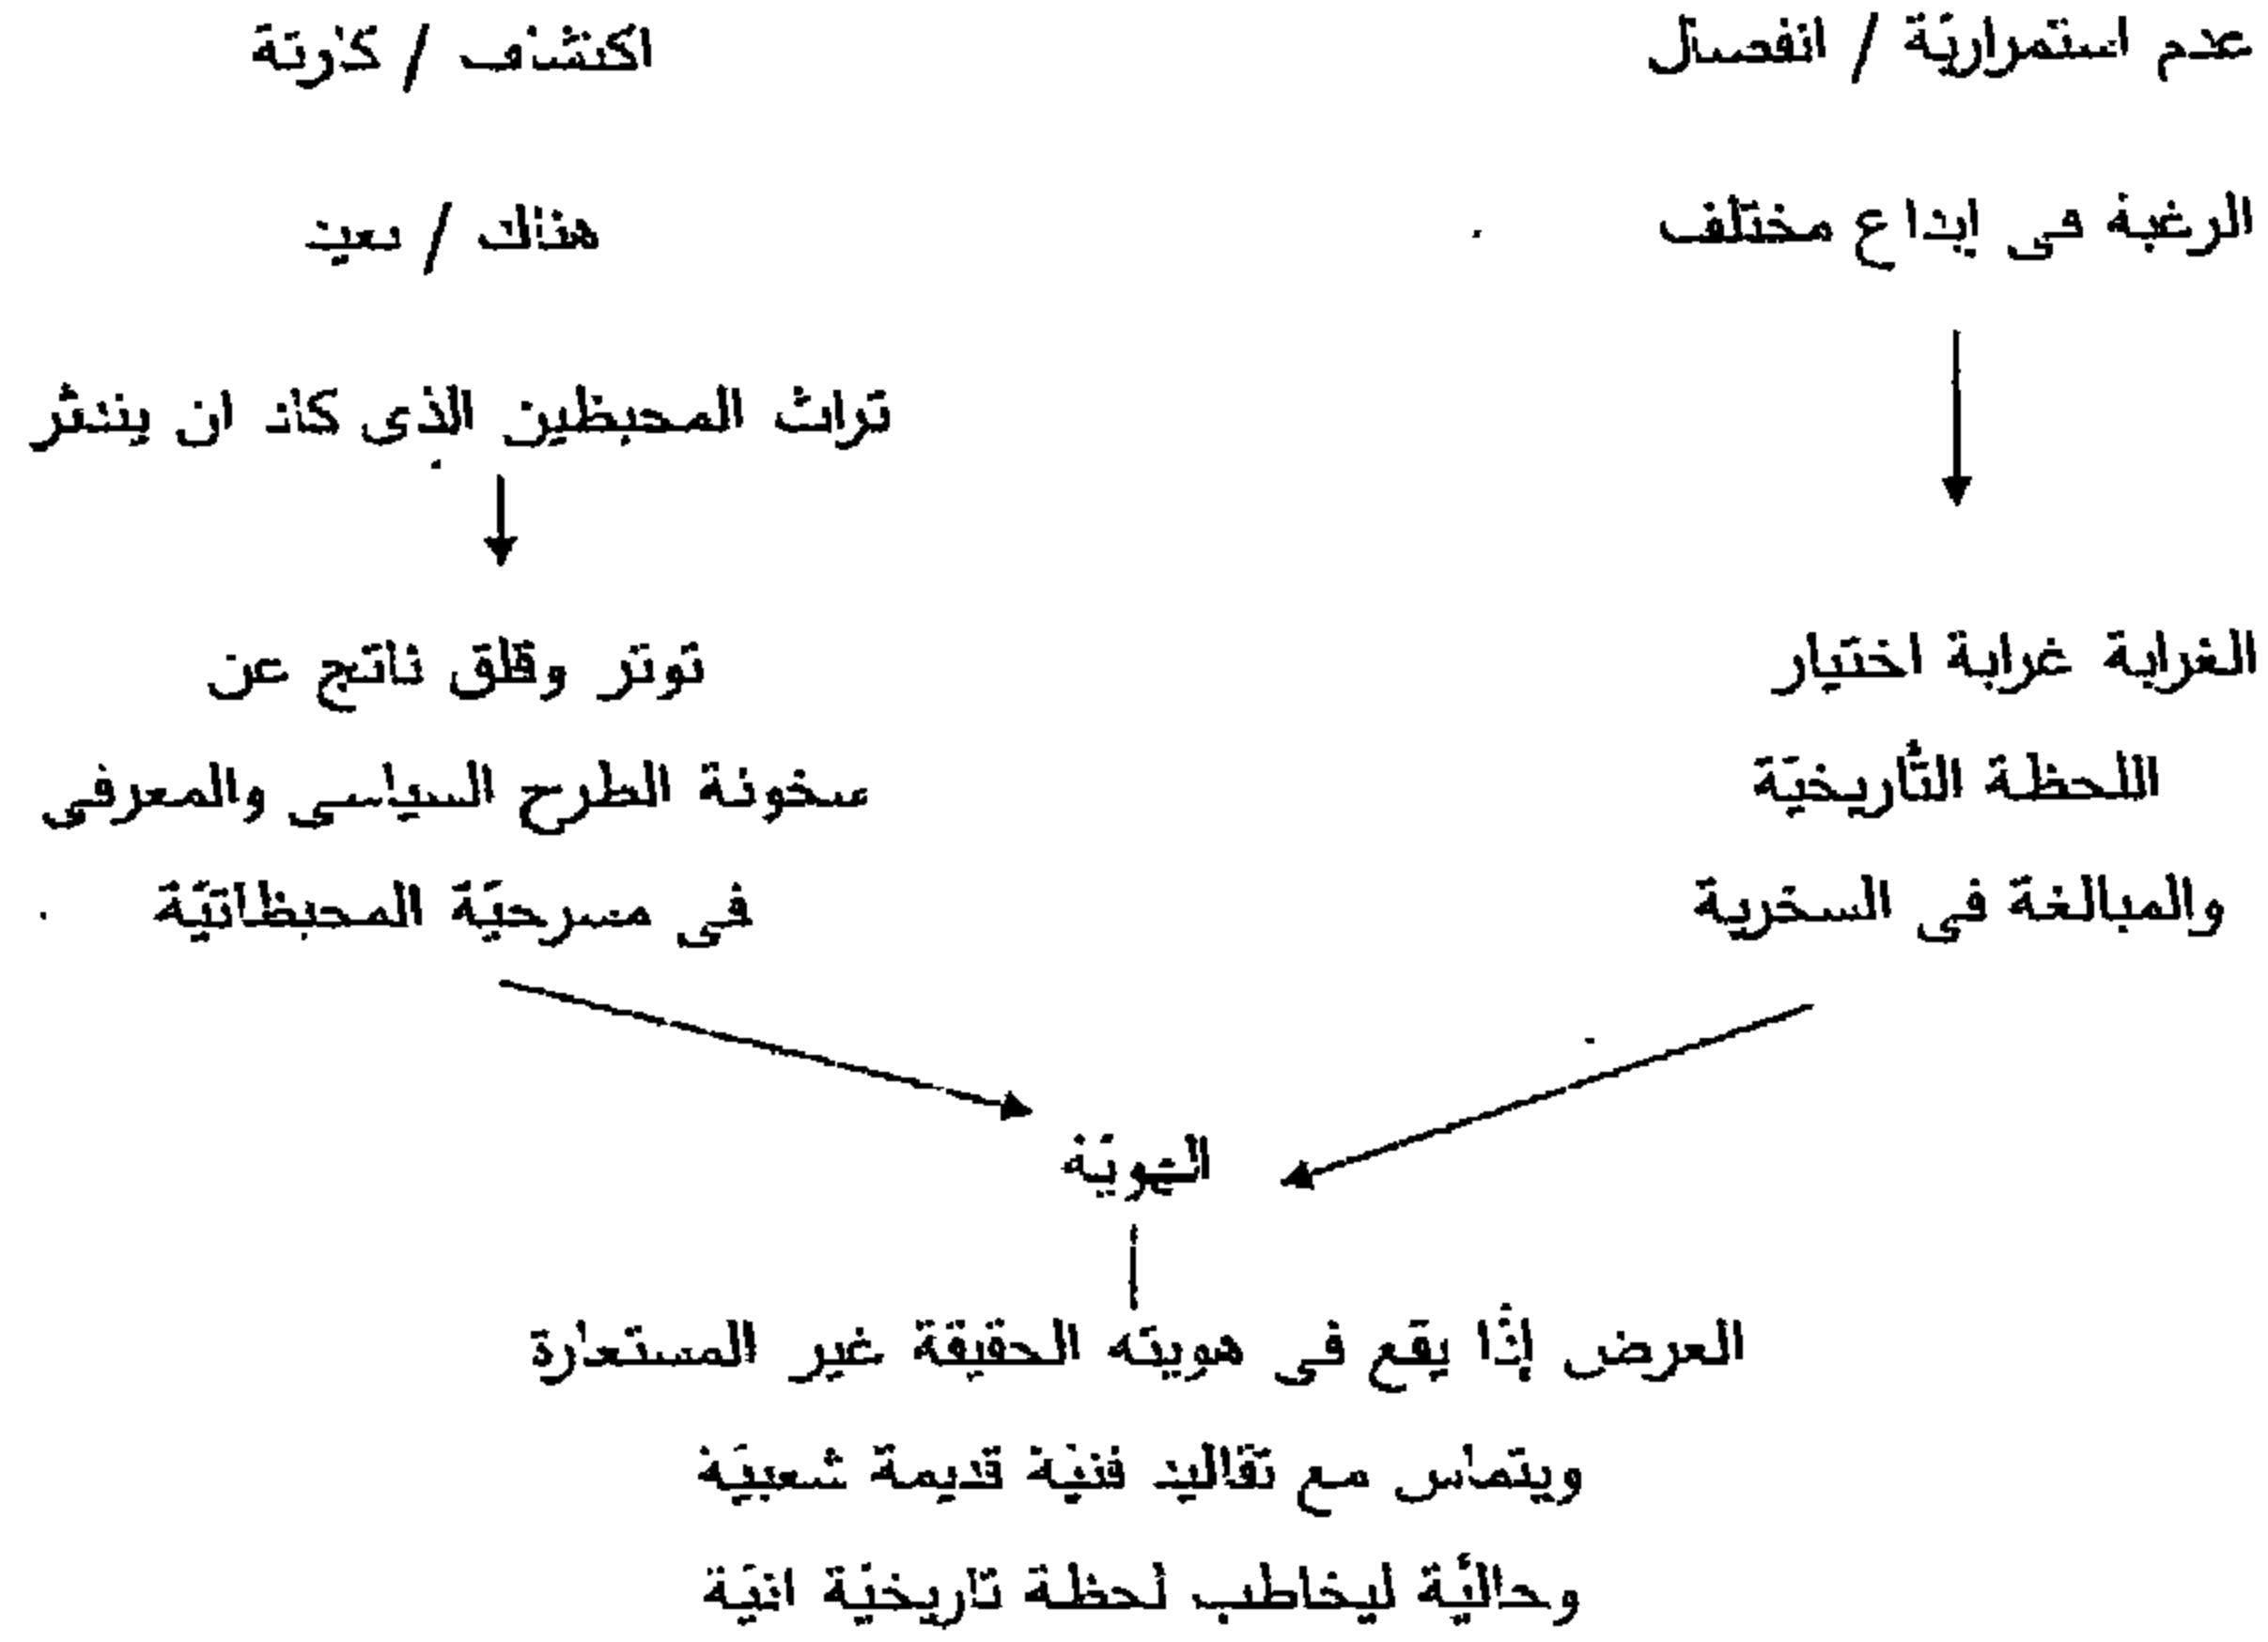 عدم استمرارية / انفصال
اكتشاف / كارثة
الرغبة فى إبداع مختلف
هناك / بعيد
تراث المحبظين الذى كاد ان يندثر
الغرابة غرابة اختيار
توتر وقلق ناتج عن
اللحظة التاريخية
سخونة الطرح السياسى والمعرفى
والمبالغة فى السخرية
فى مسرحية المحبظاتية
الهوية
العرض إذا يقع فى هويته الحقيقة غير المستعارة
ويتماس مع تقاليد فنية قديمة شعبية
وحداثية ليخاطب لحظة تاريخية انية